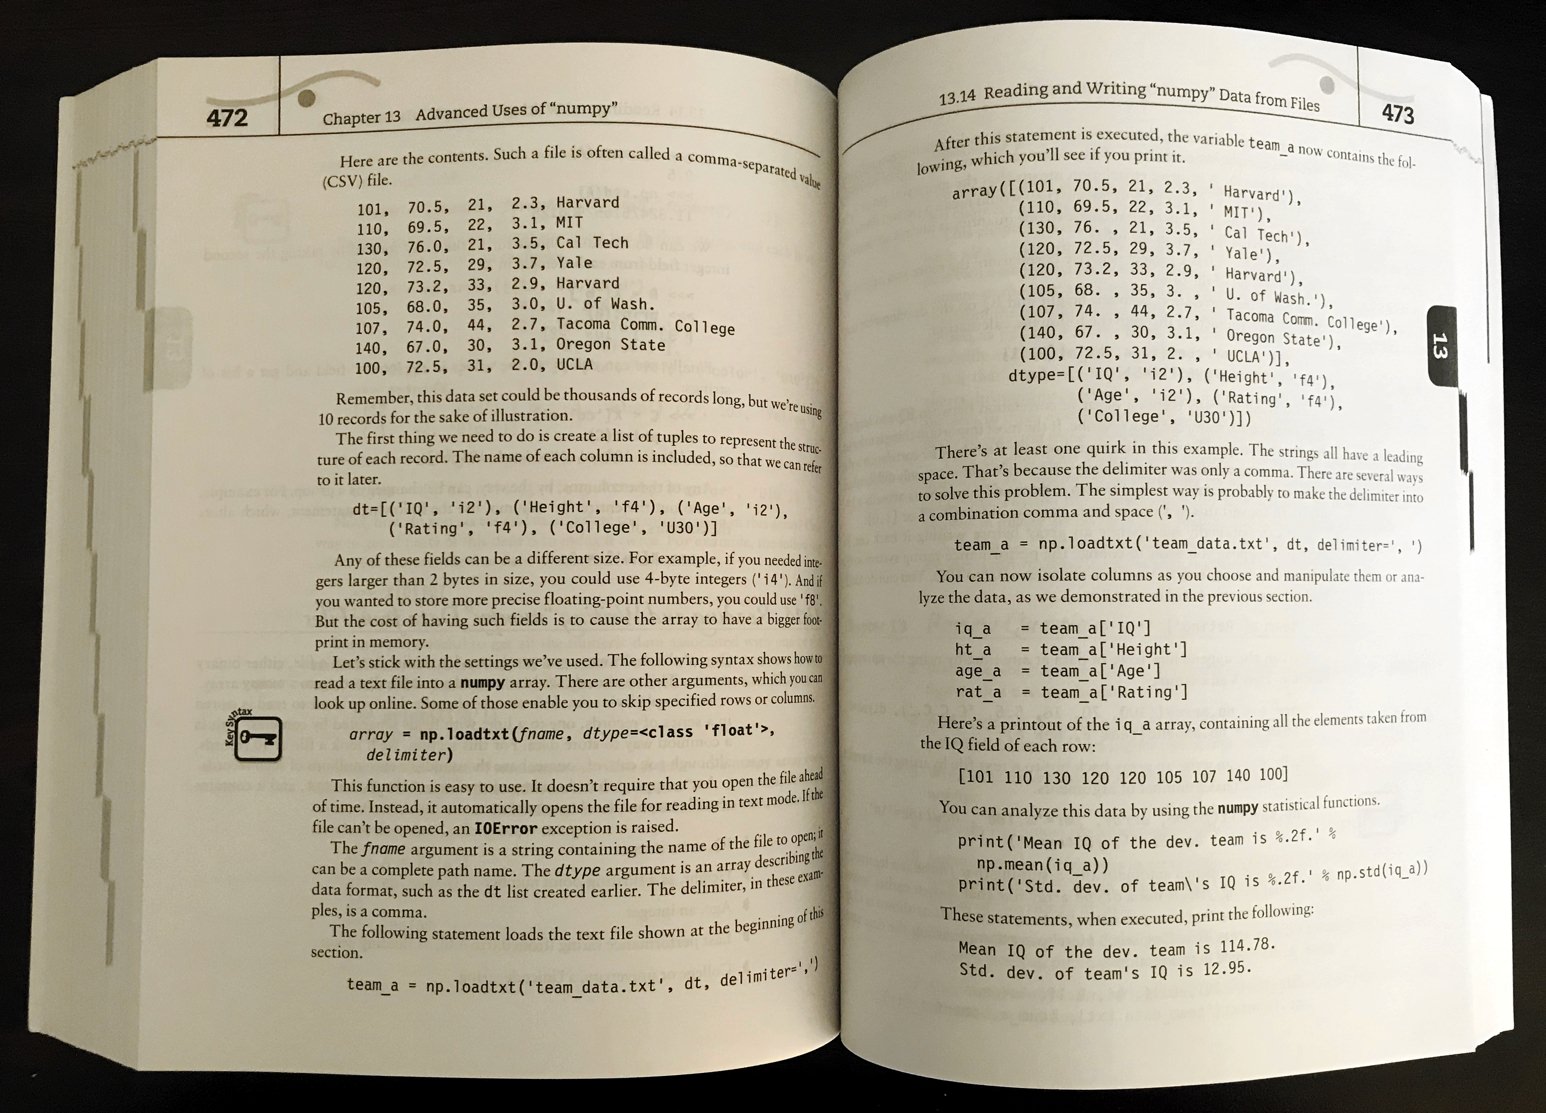 472
Chapter 13 Advanced Uses of “numpy”
Here are the contents. Such a file is often called a comma-separated value
(CSV) file.
101, 70.5, 21, 2.3, Harvard
110, 69.5, 22, 3.1, MIT
130, 76.0, 21, 3.5, Cal Tech
120, 72.5, 29, 3.7, Yale
120, 73.2, 33, 2.9, Harvard
105, 68.0, 35, 3.0, U. of Wash.
107, 74.0, 44, 2.7, Tacoma Comm. College
140, 67.0, 30, 3.1, Oregon State
100, 72.5, 31, 2.0, UCLA
Remember, this data set could be thousands of records long, but we’re using
10 records for the sake of illustration.
The first thing we need to do is create a list of tuples to represent the struc-
ture of each record. The name of each column is included, so that we can refer
to it later.
dt=[('IQ', 'i2'), ('Height', 'f4'), ('Age', 'i2'),
('Rating', 'f4'), ('College', 'U30')]
Any of these fields can be a different size. For example, if you needed inte-
gers larger than 2 bytes in size, you could use 4-byte integers ('i4'). And if
you wanted to store more precise floating-point numbers, you could use 'f8'.
But the cost of having such fields is to cause the array to have a bigger foot-
print in memory.
Let’s stick with the settings we’ve used. The following syntax shows how to
read a text file into a numpy array. There are other arguments, which you can
look up online. Some of those enable you to skip specified rows or columns.
Key Syntax
array = np.loadtxt(fname, dtype=<class 'float'>,
delimiter)
This function is easy to use. It doesn’t require that you open the file ahead
of time. Instead, it automatically opens the file for reading in text mode. If the
file can’t be opened, an IOError exception is raised.
The fname argument is a string containing the name of the file to open; it
can be a complete path name. The dtype argument is an array describing the
data format, such as the dt list created earlier. The delimiter, in these exam-
ples, is a comma.
The following statement loads the text file shown at the beginning of this
section.
team_a = np.loadtxt('team_data.txt', dt, delimiter=',')
13.14 Reading and Writing “numpy” Data from Files
473
After this statement is executed, the variable team_a now contains the fol-
lowing, which you’ll see if you print it.
array([(101, 70.5, 21, 2.3, ' Harvard'),
(110, 69.5, 22, 3.1, ' MIT'),
(130, 76. , 21, 3.5, ' Cal Tech'),
(120, 72.5, 29, 3.7, ' Yale'),
(120, 73.2, 33, 2.9, ' Harvard'),
(105, 68. , 35, 3. , ' U. of Wash.'),
(107, 74. , 44, 2.7, ' Tacoma Comm. College'),
(140, 67. , 30, 3.1, ' Oregon State'),
(100, 72.5, 31, 2. , ' UCLA')],
dtype=[('IQ', 'i2'), ('Height', 'f4'),
('Age', 'i2'), ('Rating', 'f4'),
('College', 'U30')])
13
There’s at least one quirk in this example. The strings all have a leading
space. That’s because the delimiter was only a comma. There are several ways
to solve this problem. The simplest way is probably to make the delimiter into
a combination comma and space (', ').
team_a = np.loadtxt('team_data.txt', dt, delimiter=', ')
You can now isolate columns as you choose and manipulate them or ana-
lyze the data, as we demonstrated in the previous section.
iq_a = team_a['IQ']
ht_a = team_a['Height']
age_a = team_a['Age']
rat_a = team_a['Rating']
Here’s a printout of the iq_a array, containing all the elements taken from
the IQ field of each row:
[101 110 130 120 120 105 107 140 100]
You can analyze this data by using the numpy statistical functions.
print('Mean IQ of the dev. team is %.2f.' %
np.mean(iq_a))
print('Std. dev. of team\'s IQ is %.2f.' % np.std(iq_a))
These statements, when executed, print the following:
Mean IQ of the dev. team is 114.78.
Std. dev. of team's IQ is 12.95.